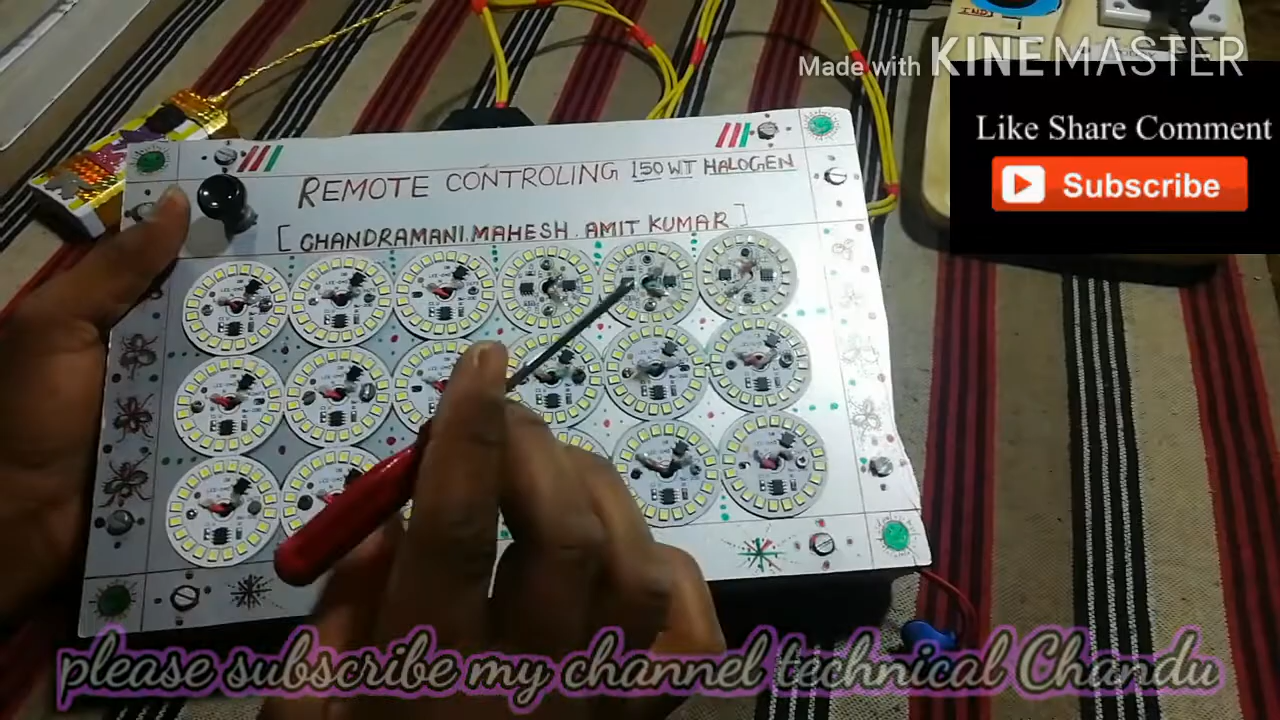 Made with KINEMASTER
Like Share Comment
Subscribe
REMOTE CONTROLING 150 WT HALOGEN
[ CHANDRAMANI. MAHESH. AMIT KUMAR ]
please subscribe my channel technical Chandu